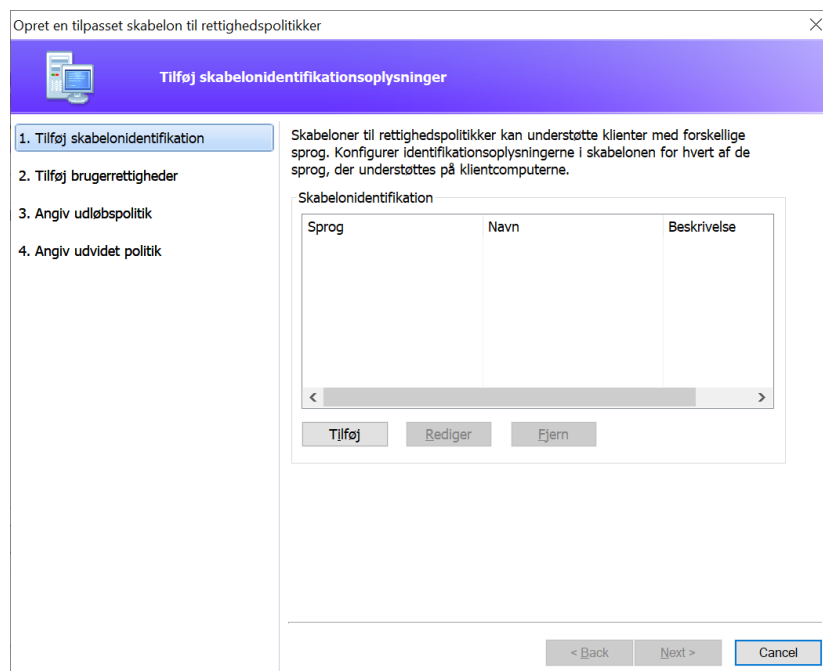 Opret en tilpasset skabelon til rettighedspolitikker
Tilføj skabelonidentifikationsoplysninger
1. Tilføj skabelonidentifikation
2. Tilføj brugerrettigheder
3. Angiv udløbspolitik
4. Angiv udvidet politik
Skabeloner til rettighedspolitikker kan understøtte klienter med forskellige
sprog. Konfigurer identifikationsoplysningerne i skabelonen for hvert af de
sprog, der understøttes på klientcomputerne.
Skabelonidentifikation
Sprog Navn Beskrivelse
Tilføj Rediger Fjern
< Back Next > Cancel